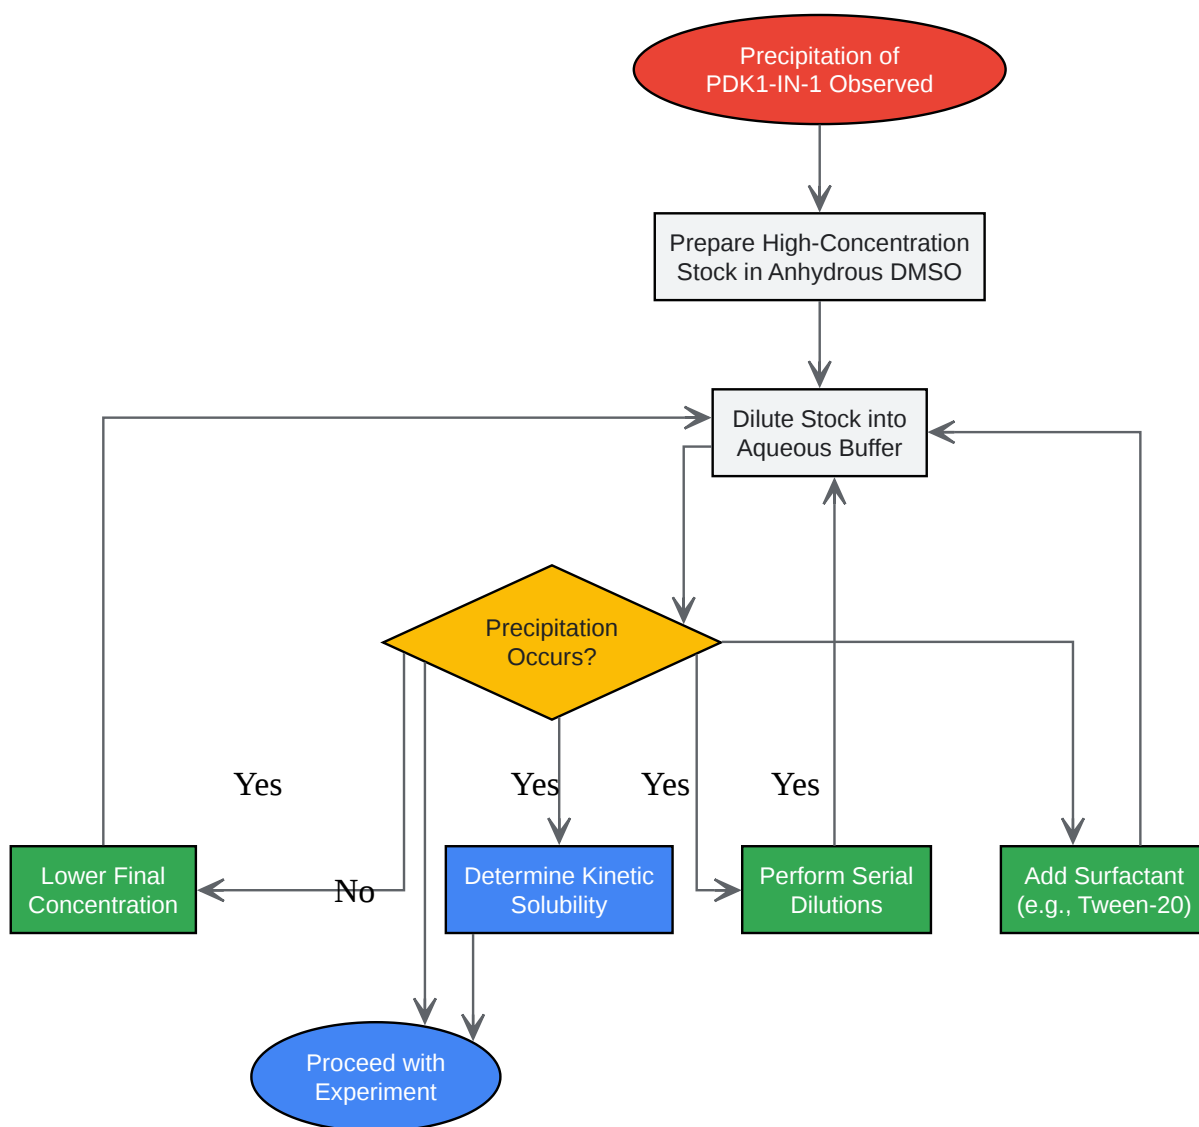 Precipitation of
PDK1-IN-1 Observed
Prepare High-Concentration
Stock in Anhydrous DMSO
Dilute Stock into
Aqueous Buffer
Precipitation
Occurs?
Yes
Yes
Yes
Yes
Lower Final
Concentration
No
Determine Kinetic
Solubility
Perform Serial
Dilutions
Add Surfactant
(e.g., Tween-20)
Proceed with
Experiment